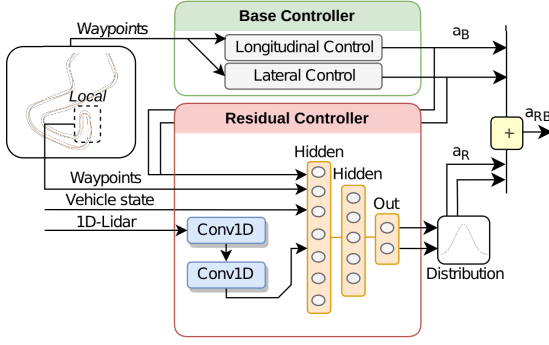 Base Controller
Waypoints
Longitudinal Control
Lateral Control
a_B
Local
Residual Controller
a_RB
+
Hidden
Hidden
a_R
Waypoints
Vehicle state
Out
1D-Lidar
Conv1D
Conv1D
Distribution